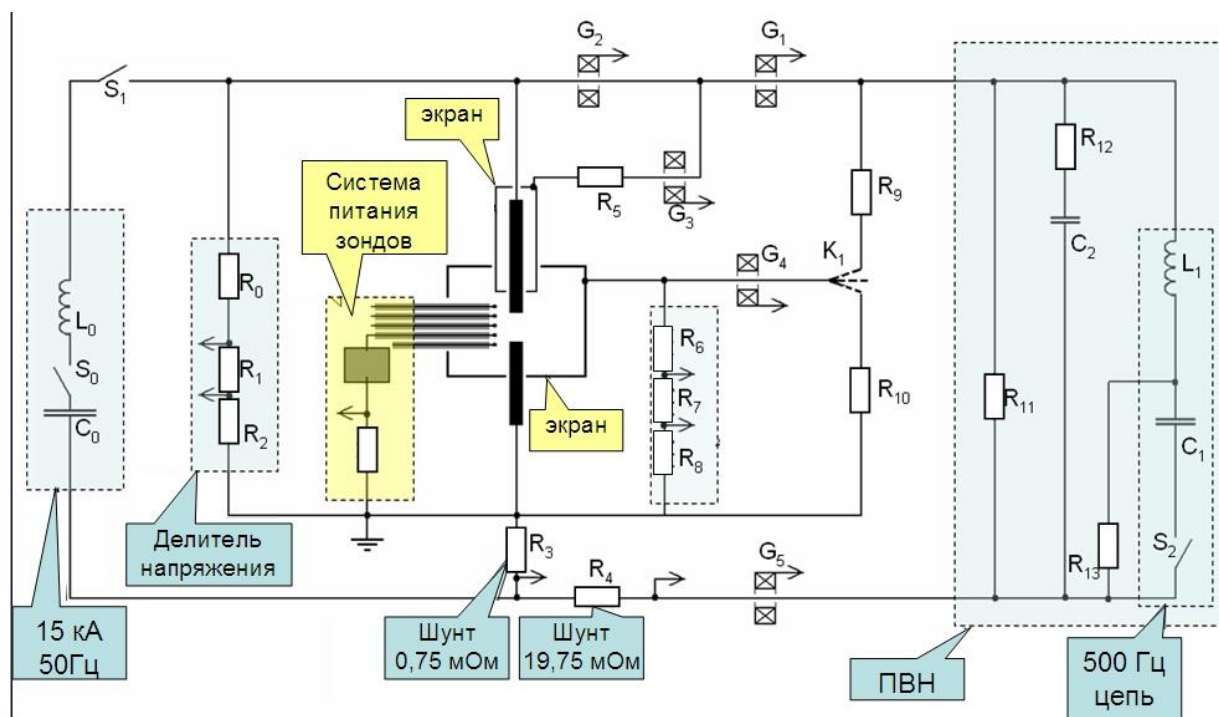 G₂
G₁
S₁
экран
R₁₂
Система
питания
зондов
R₅
G₃
R₉
C₂
K₁
G₄
L₁
R₀
L₀
R₆
S₀
R₁
R₇
R₁₀
R₁₁
C₀
R₂
экран
R₈
C₁
Делитель
напряжения
R₃
G₅
S₂
R₄
R₁₃
15 кА
50Гц
Шунт
0,75 мОм
Шунт
19,75 мОм
ПВН
500 Гц
цепь